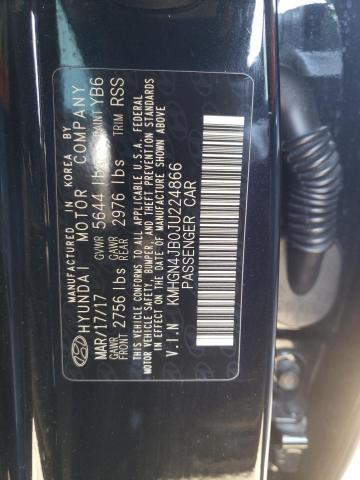 MANUFACTURED IN KOREA BY
HYUNDAI MOTOR COMPANY
MAR/17/17 GVWR 5644 lbs PAINT YB6
GAWR FRONT 2756 lbs GAWR REAR 2976 lbs TRIM RSS
THIS VEHICLE CONFORMS TO ALL APPLICABLE U.S.A. FEDERAL
MOTOR VEHICLE SAFETY, BUMPER, AND THEFT PREVENTION STANDARDS
IN EFFECT ON THE DATE OF MANUFACTURE SHOWN ABOVE.
V.I.N KMHGN4JB0JU224866
PASSENGER CAR